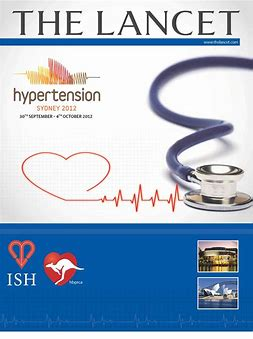 THE LANCET
www.thelancet.com
hypertension
SYDNEY 2012
30TH SEPTEMBER - 4TH OCTOBER 2012
ISH
hbprca